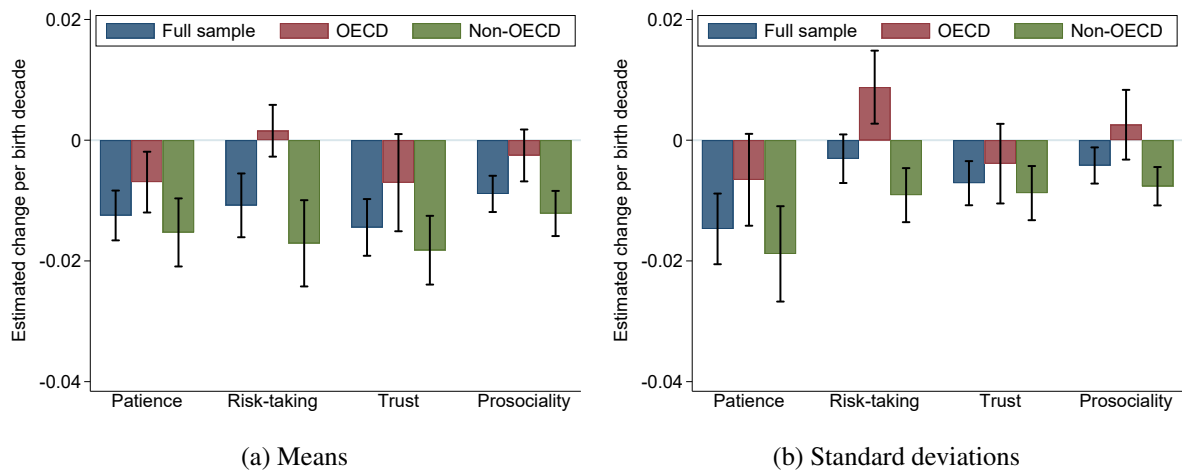 Full sample OECD Non-OECD
0.02
0
-0.02
-0.04
Estimated change per birth decade
Patience Risk-taking Trust Prosociality
(a) Means
Full sample OECD Non-OECD
0.02
0
-0.02
-0.04
Estimated change per birth decade
Patience Risk-taking Trust Prosociality
(b) Standard deviations